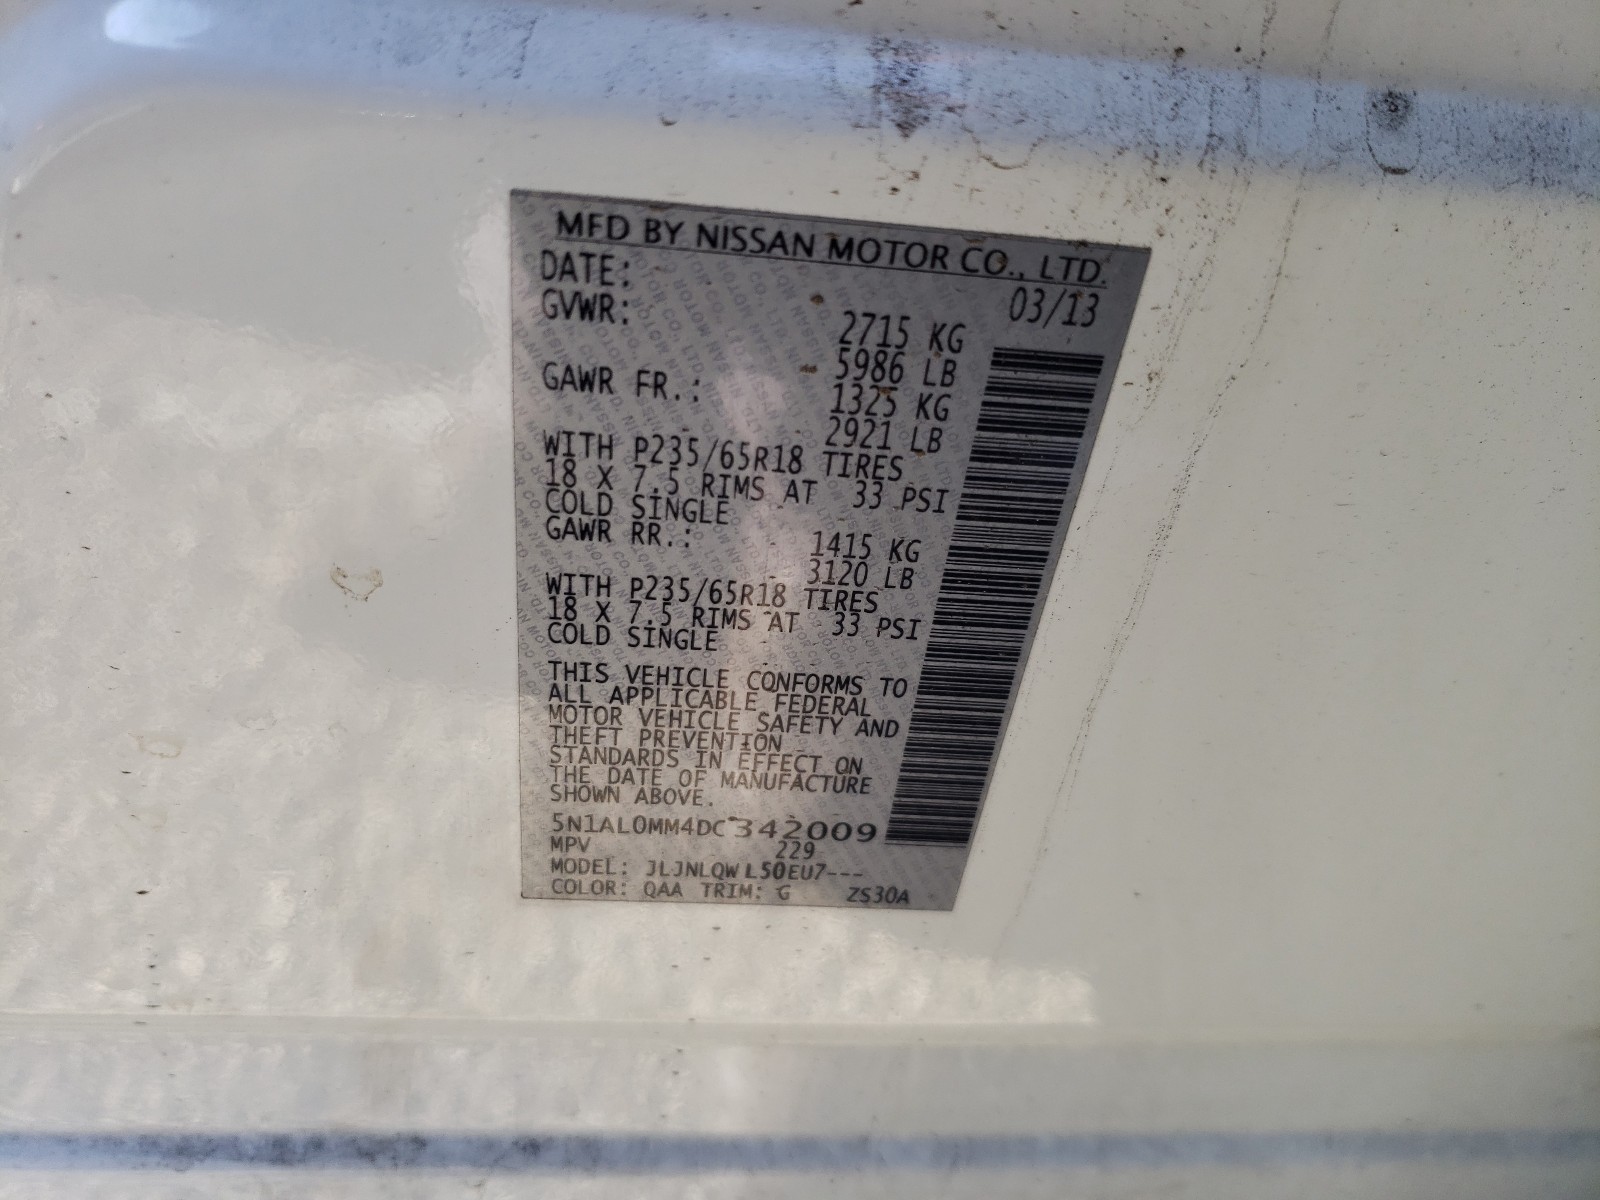 MFD BY NISSAN MOTOR CO., LTD.
DATE: 03/13
GVWR: 2715 KG
5986 LB
GAWR FR.: 1325 KG
2921 LB
WITH P235/65R18 TIRES
18 X 7.5 RIMS AT 33 PSI
COLD SINGLE
GAWR RR.: 1415 KG
3120 LB
WITH P235/65R18 TIRES
18 X 7.5 RIMS AT 33 PSI
COLD SINGLE
THIS VEHICLE CONFORMS TO
ALL APPLICABLE FEDERAL
MOTOR VEHICLE SAFETY AND
THEFT PREVENTION
STANDARDS IN EFFECT ON
THE DATE OF MANUFACTURE
SHOWN ABOVE.
5N1AL0MM4DC342009
MPV 229
MODEL: JLJNLQWL50EU7---
COLOR: QAA TRIM: G ZS30A